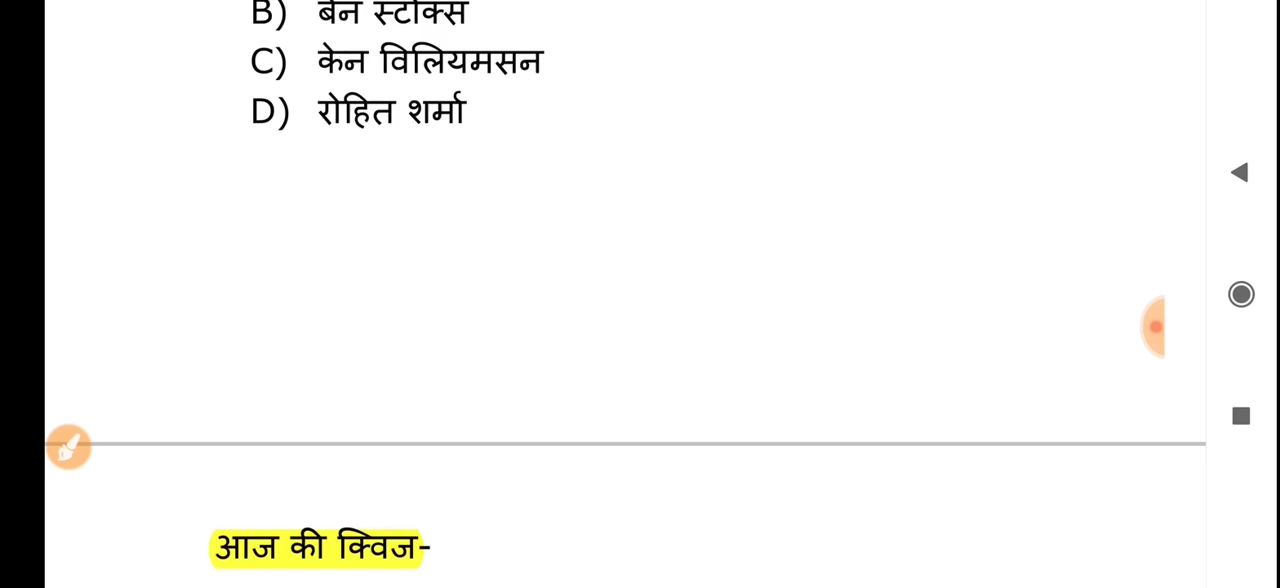 B) बेन स्टोक्स
C) केन विलियमसन
D) रोहित शर्मा
आज की क्विज-